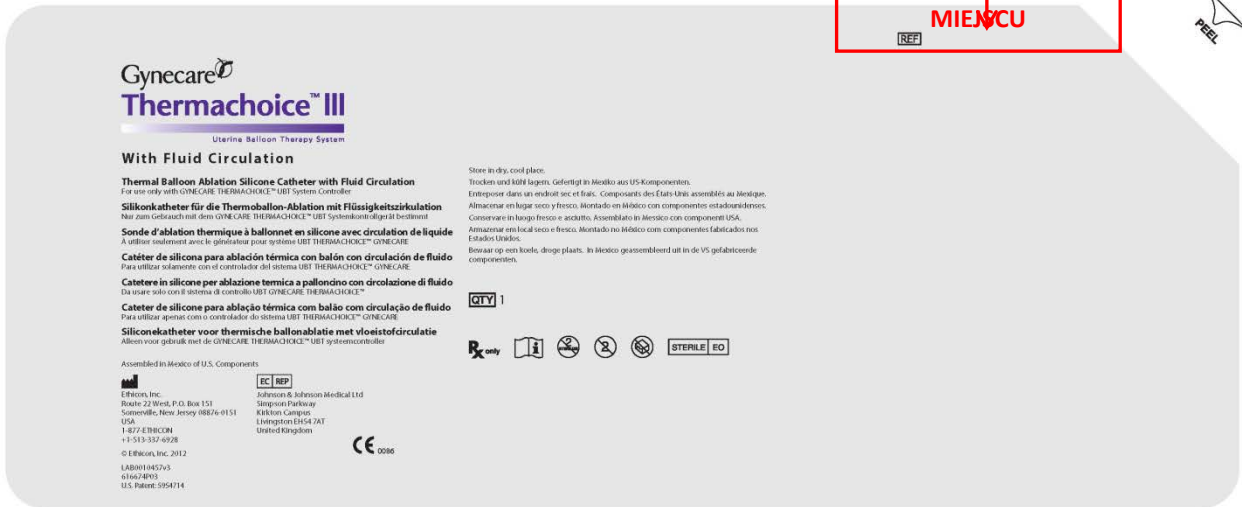 MIEJSCU
REF
PEEL
Gynecare
Thermachoice™ III
Uterine Balloon Therapy System
With Fluid Circulation
Thermal Balloon Ablation Silicone Catheter with Fluid Circulation
For use only with GYNECARE THERMACHOICE™ UBT System Controller
Silikonkatheter für die Thermoballon-Ablation mit Flüssigkeitszirkulation
Nur zum Gebrauch mit dem GYNECARE THERMACHOICE™ UBT Systemkontrollgerät bestimmt
Sonde d'ablation thermique à ballonnet en silicone avec circulation de liquide
À utiliser seulement avec le générateur pour système UBT THERMACHOICE™ GYNECARE
Catéter de silicona para ablación térmica con balón con circulación de fluido
Para utilizar solamente con el controlador del sistema UBT THERMACHOICE™ GYNECARE
Catetere in silicone per ablazione termica a palloncino con circolazione di fluido
Da usare solo con il sistema di controllo UBT GYNECARE THERMACHOICE™
Cateter de silicone para ablação térmica com balão com circulação de fluido
Para utilizar apenas com o controlador do sistema UBT THERMACHOICE™ GYNECARE
Siliconekatheter voor thermische ballonablatie met vloeistofcirculatie
Alleen voor gebruik met de GYNECARE THERMACHOICE™ UBT systeemcontroller
Assembled in Mexico of U.S. Components
Ethicon, Inc.
Route 22 West, P.O. Box 151
Somerville, New Jersey 08876-0151
USA
1-877-ETHICON
+1-513-337-6928
© Ethicon, Inc. 2012
LAB0010457v3
616674P03
U.S. Patent: 5954714
EC REP
Johnson & Johnson Medical Ltd
Simpson Parkway
Kirkton Campus
Livingston EH54 7AT
United Kingdom
CE 0086
Store in dry, cool place.
Trocken und kühl lagern. Gefertigt in Mexiko aus US-Komponenten.
Entreposer dans un endroit sec et frais. Composants des États-Unis assemblés au Mexique.
Almacenar en lugar seco y fresco. Montado en México con componentes estadounidenses.
Conservare in luogo fresco e asciutto. Assemblato in Messico con componenti USA.
Armazenar em local seco e fresco. Montado no México com componentes fabricados nos
Estados Unidos.
Bewaar op een koele, droge plaats. In Mexico geassembleerd uit in de VS gefabriceerde
componenten.
QTY 1
Rx only
2
STERILE EO